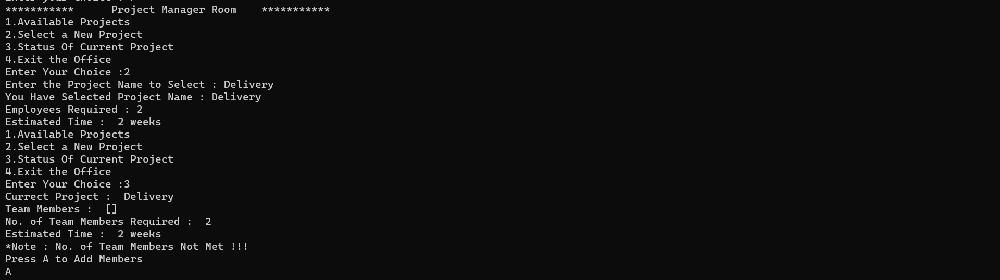 ***********      Project Manager Room    ***********
1.Available Projects
2.Select a New Project
3.Status Of Current Project
4.Exit the Office
Enter Your Choice :2
Enter the Project Name to Select : Delivery
You Have Selected Project Name : Delivery
Employees Required : 2
Estimated Time :  2 weeks
1.Available Projects
2.Select a New Project
3.Status Of Current Project
4.Exit the Office
Enter Your Choice :3
Currect Project :  Delivery
Team Members :  []
No. of Team Members Required :  2
Estimated Time :  2 weeks
*Note : No. of Team Members Not Met !!!
Press A to Add Members
A